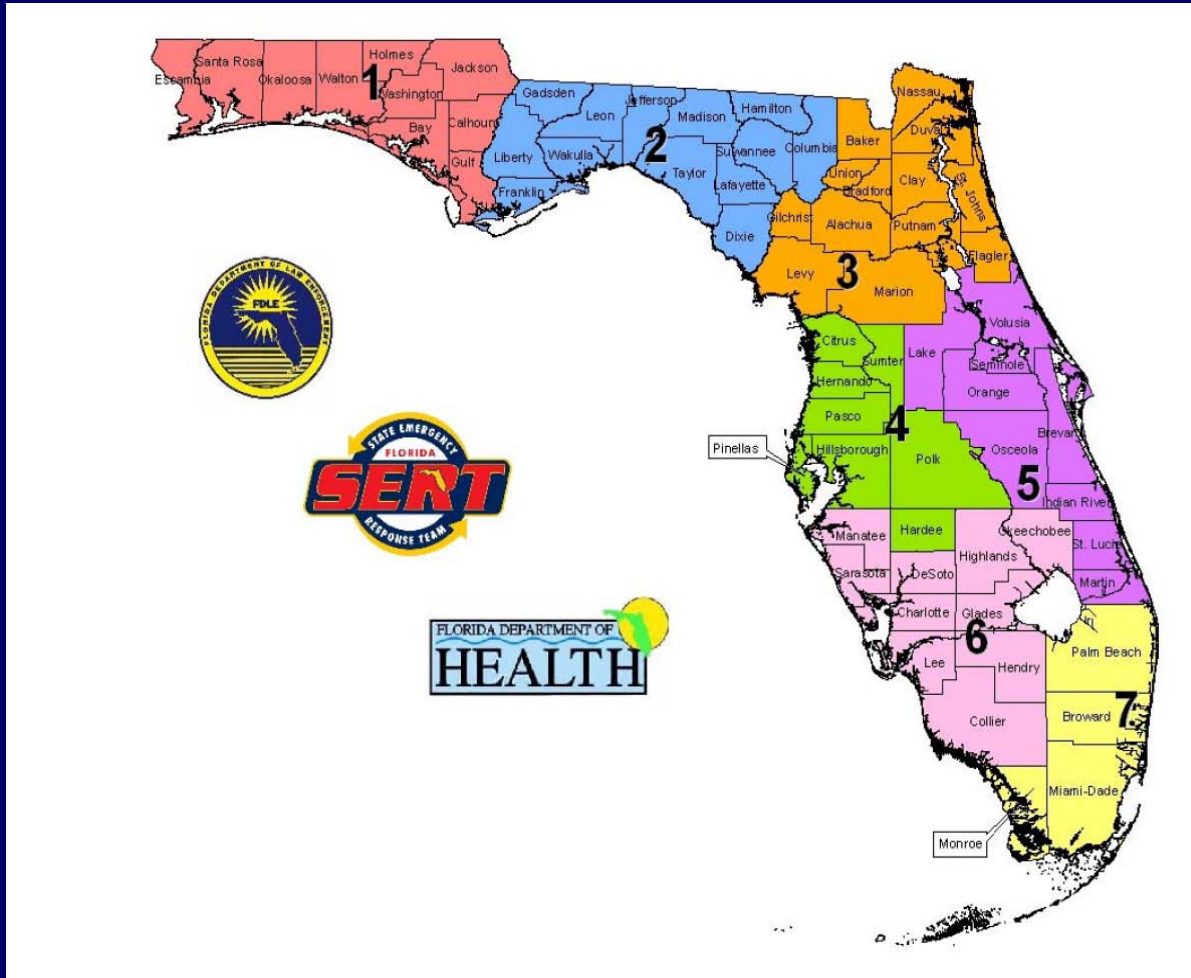 Escambia
Santa Rosa
Okaloosa
Walton
Holmes
1
Washington
Jackson
Bay
Calhoun
Gulf
Gadsden
Liberty
Franklin
Leon
Wakulla
Jefferson
2
Madison
Taylor
Hamilton
Suwannee
Lafayette
Dixie
Columbia
Nassau
Duval
Baker
Union
Bradford
Clay
St. Johns
Gilchrist
Alachua
Putnam
Flagler
Levy
3
Marion
Citrus
Sumter
Hernando
Pasco
4
Pinellas
Hillsborough
Polk
Hardee
Lake
Volusia
Seminole
Orange
Brevard
Osceola
5
Indian River
St. Lucie
Martin
Manatee
Okeechobee
Highlands
Sarasota
DeSoto
Charlotte
Glades
6
Lee
Hendry
Collier
Palm Beach
Broward
7
Miami-Dade
Monroe
FLORIDA DEPARTMENT OF LAW ENFORCEMENT
FDLE
STATE EMERGENCY
FLORIDA
SERT
RESPONSE TEAM
FLORIDA DEPARTMENT OF
HEALTH